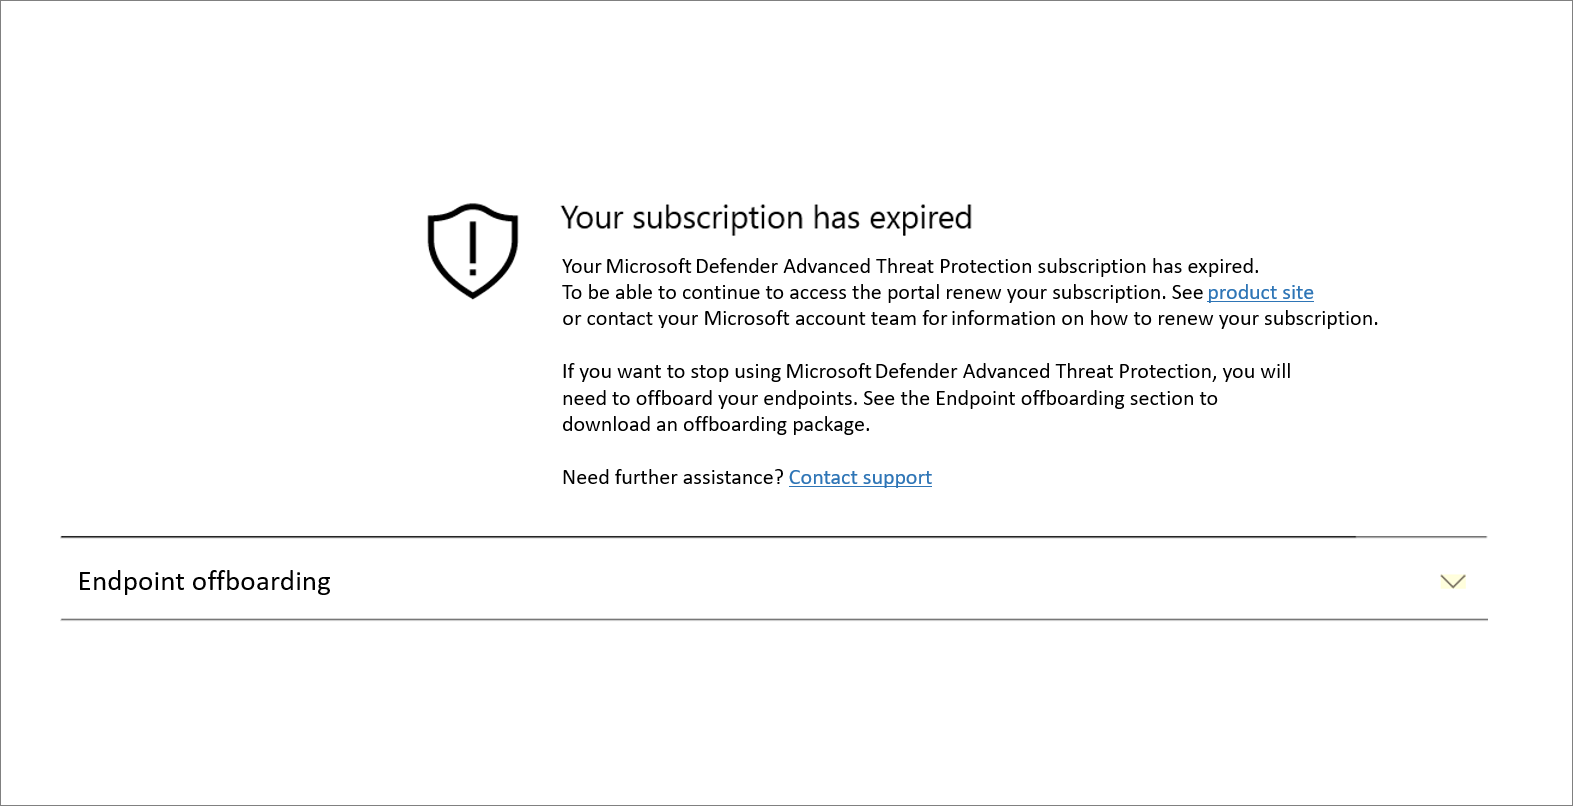 Your subscription has expired
Your Microsoft Defender Advanced Threat Protection subscription has expired.
To be able to continue to access the portal renew your subscription. See product site
or contact your Microsoft account team for information on how to renew your subscription.
If you want to stop using Microsoft Defender Advanced Threat Protection, you will
need to offboard your endpoints. See the Endpoint offboarding section to
download an offboarding package.
Need further assistance? Contact support
Endpoint offboarding